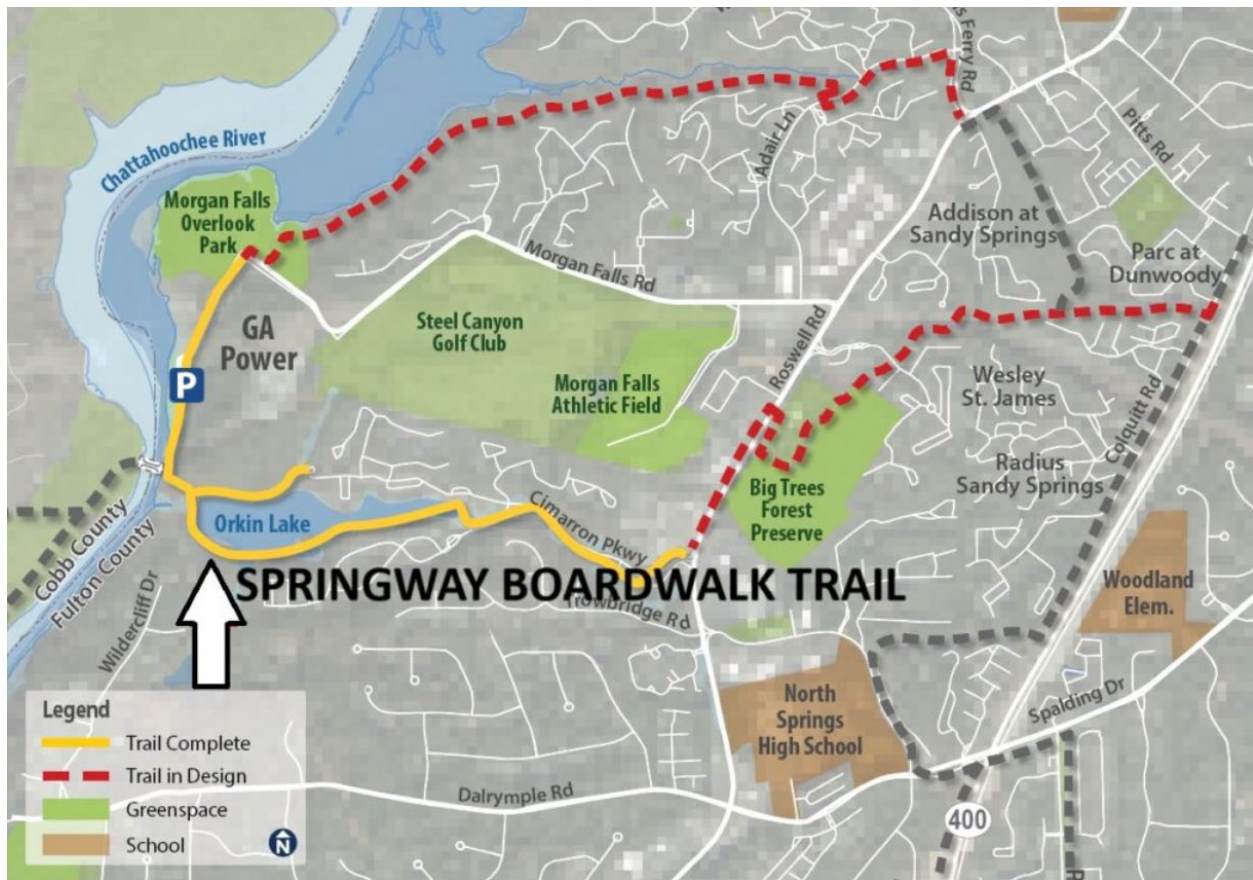 s Ferry Rd
Pitts Rd
Chattahoochee River
Adair Ln
Morgan Falls
Overlook
Park
Addison at
Sandy Springs
Parc at
Dunwoody
Morgan Falls Rd
GA
Power
Steel Canyon
Golf Club
Roswell Rd
P
Morgan Falls
Athletic Field
Wesley
St. James
Colquitt Rd
Radius
Sandy Springs
Big Trees
Forest
Preserve
Orkin Lake
Cimarron Pkwy
Cobb County
Fulton County
SPRINGWAY BOARDWALK TRAIL
Trowbridge Rd
Woodland
Elem.
Wildercliff Dr
North
Springs
High School
Spalding Dr
Legend
Trail Complete
Trail in Design
Greenspace
School
N
Dalrymple Rd
400